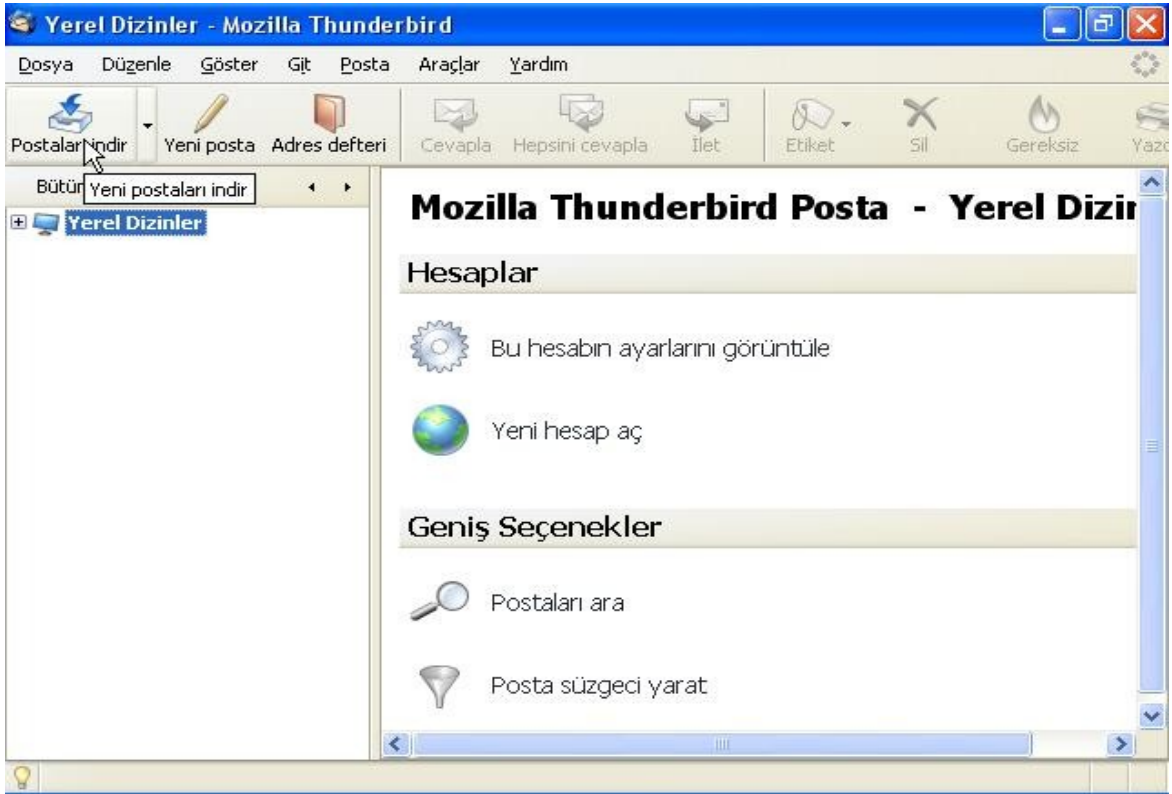 Yerel Dizinler - Mozilla Thunderbird
Dosya Düzenle Göster Git Posta Araçlar Yardım
Postaları indir Yeni posta Adres defteri Cevapla Hepsini cevapla İlet Etiket Sil Gereksiz
Yeni postaları indir
Yerel Dizinler
Mozilla Thunderbird Posta - Yerel
Hesaplar
Bu hesabın ayarlarını görüntüle
Yeni hesap aç
Geniş Seçenekler
Postaları ara
Posta süzgeci yarat